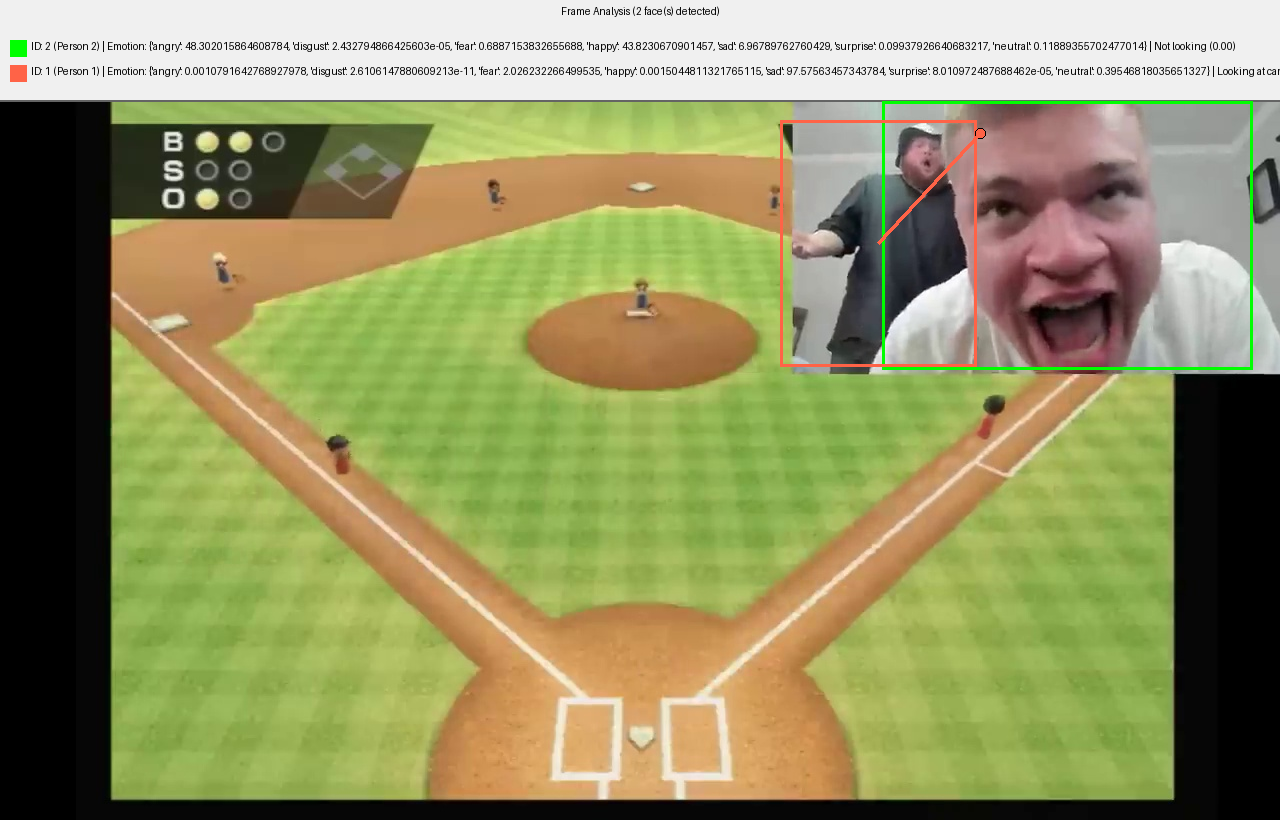 Frame Analysis (2 face(s) detected)
ID: 2 (Person 2) | Emotion: {'angry': 48.302015864608784, 'disgust': 2.432794866425603e-05, 'fear': 0.6887153832655688, 'happy': 43.8230670901457, 'sad': 6.96789762760429, 'surprise': 0.09937926640683217, 'neutral': 0.11889355702477014} | Not looking (0.00)
ID: 1 (Person 1) | Emotion: {'angry': 0.0010791642768927978, 'disgust': 2.6106147880609213e-11, 'fear': 2.026232266499535, 'happy': 0.0015044811321765115, 'sad': 97.57563457343784, 'surprise': 8.010972487688462e-05, 'neutral': 0.39546818035651327} | Looking at
B
S
O